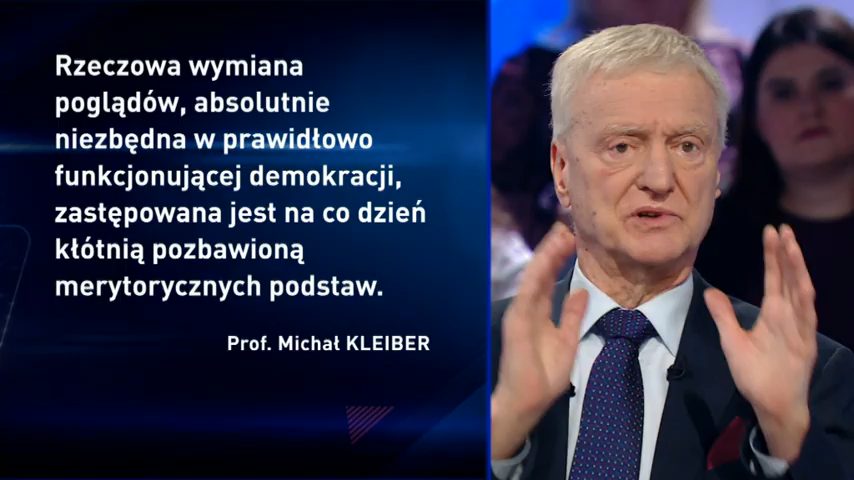 Rzeczowa wymiana
poglądów, absolutnie
niezbędna w prawidłowo
funkcjonującej demokracji,
zastępowana jest na co dzień
kłótnią pozbawioną
merytorycznych podstaw.
Prof. Michał KLEIBER